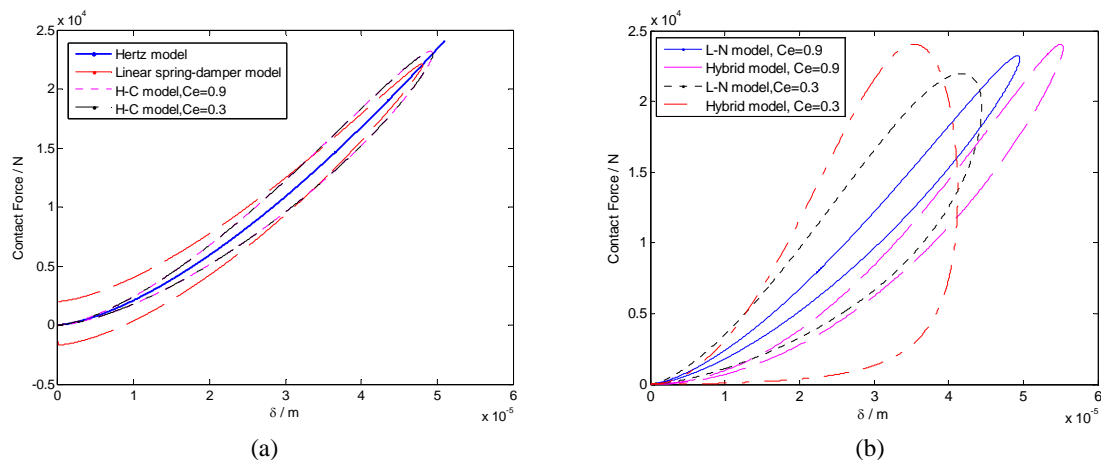 x 10^4
2.5
2
1.5
1
0.5
0
-0.5
Contact Force / N
Hertz model
Linear spring-damper model
H-C model,Ce=0.9
H-C model,Ce=0.3
0 1 2 3 4 5 6
x 10^-5
δ / m
(a)
x 10^4
2.5
2
1.5
1
0.5
0
Contact Force / N
L-N model, Ce=0.9
Hybrid model, Ce=0.9
L-N model,Ce=0.3
Hybrid model, Ce=0.3
0 1 2 3 4 5 6
x 10^-5
δ / m
(b)